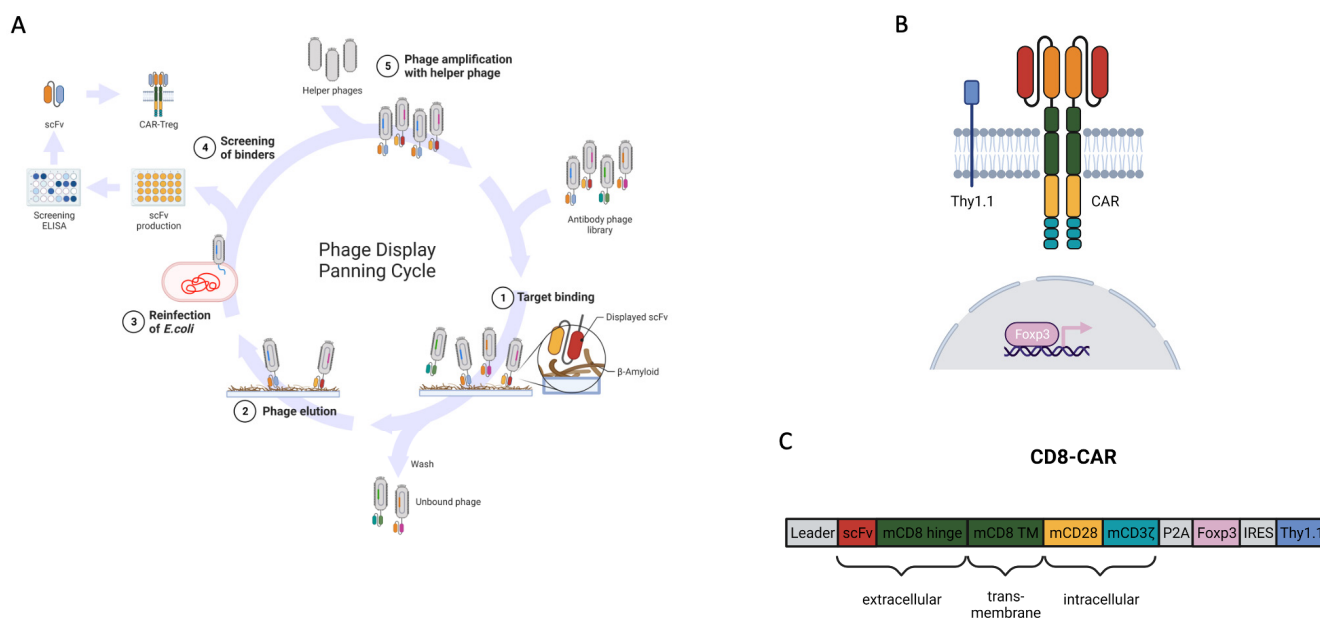 A
Helper phages
5
Phage amplification
with helper phage
scFv
CAR-Treg
4
Screening
of binders
Screening
ELISA
scFv
production
Antibody phage
library
Phage Display
Panning Cycle
1
Target binding
Displayed scFv
β-Amyloid
3
Reinfection
of E.coli
2
Phage elution
Wash
Unbound phage
B
Thy1.1
CAR
Foxp3
C
CD8-CAR
Leader scFv mCD8 hinge mCD8 TM mCD28 mCD3ζ P2A Foxp3 IRES Thy1.1
extracellular
trans-
membrane
intracellular